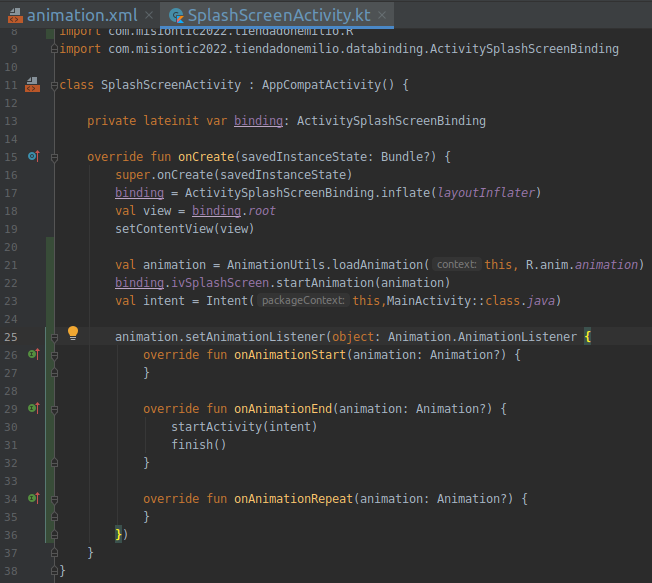 animation.xml × SplashScreenActivity.kt ×
8 import com.misiontic2022.tiendadonemilio.R
9 import com.misiontic2022.tiendadonemilio.databinding.ActivitySplashScreenBinding
10
11 class SplashScreenActivity : AppCompatActivity() {
12
13 private lateinit var binding: ActivitySplashScreenBinding
14
15 override fun onCreate(savedInstanceState: Bundle?) {
16 super.onCreate(savedInstanceState)
17 binding = ActivitySplashScreenBinding.inflate(layoutInflater)
18 val view = binding.root
19 setContentView(view)
20
21 val animation = AnimationUtils.loadAnimation( context: this, R.anim.animation)
22 binding.ivSplashScreen.startAnimation(animation)
23 val intent = Intent( packageContext: this,MainActivity::class.java)
24
25 animation.setAnimationListener(object: Animation.AnimationListener {
26 override fun onAnimationStart(animation: Animation?) {
27 }
28
29 override fun onAnimationEnd(animation: Animation?) {
30 startActivity(intent)
31 finish()
32 }
33
34 override fun onAnimationRepeat(animation: Animation?) {
35 }
36 })
37 }
38 }